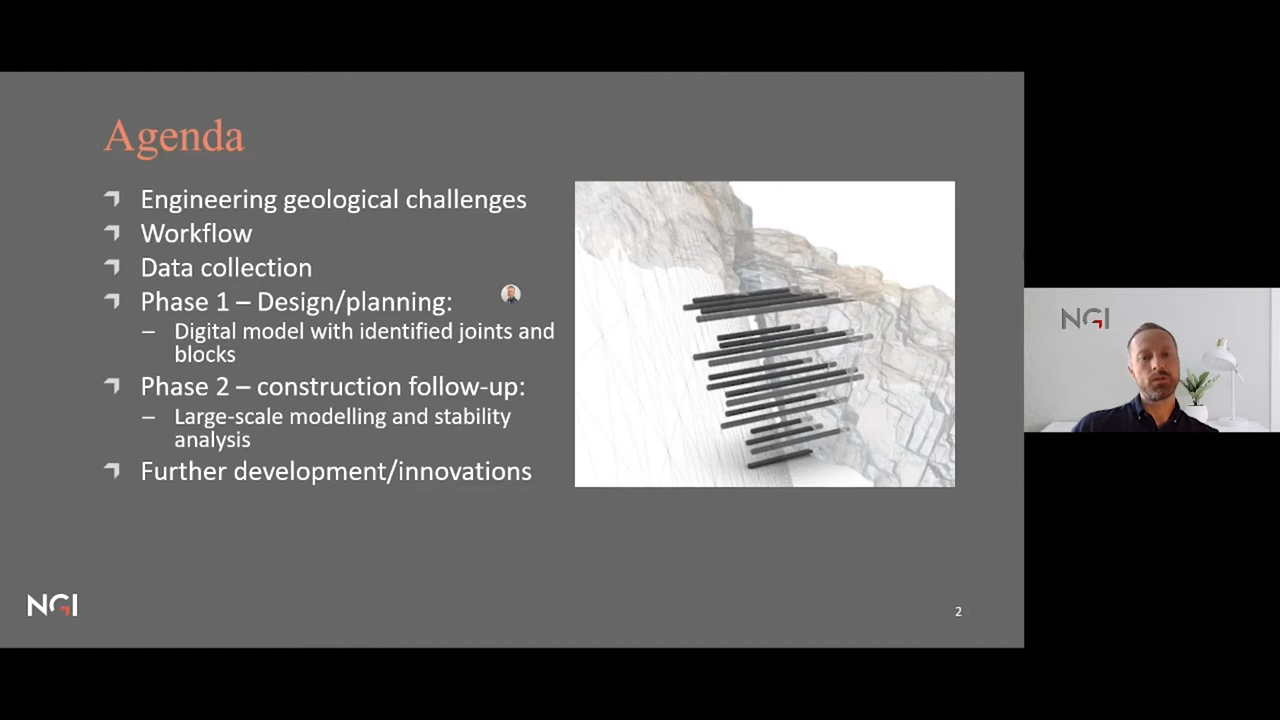 Agenda
Engineering geological challenges
Workflow
Data collection
Phase 1 – Design/planning:
– Digital model with identified joints and
blocks
Phase 2 – construction follow-up:
– Large-scale modelling and stability
analysis
Further development/innovations
NGI
2
NGI